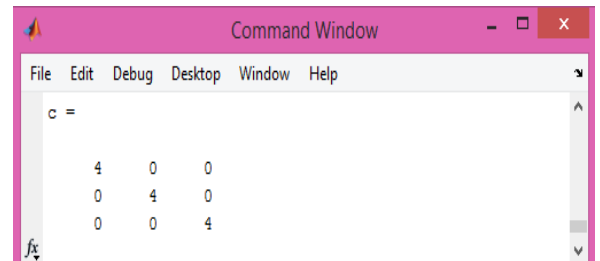 Command Window
File Edit Debug Desktop Window Help
c =
4 0 0
0 4 0
0 0 4
fx